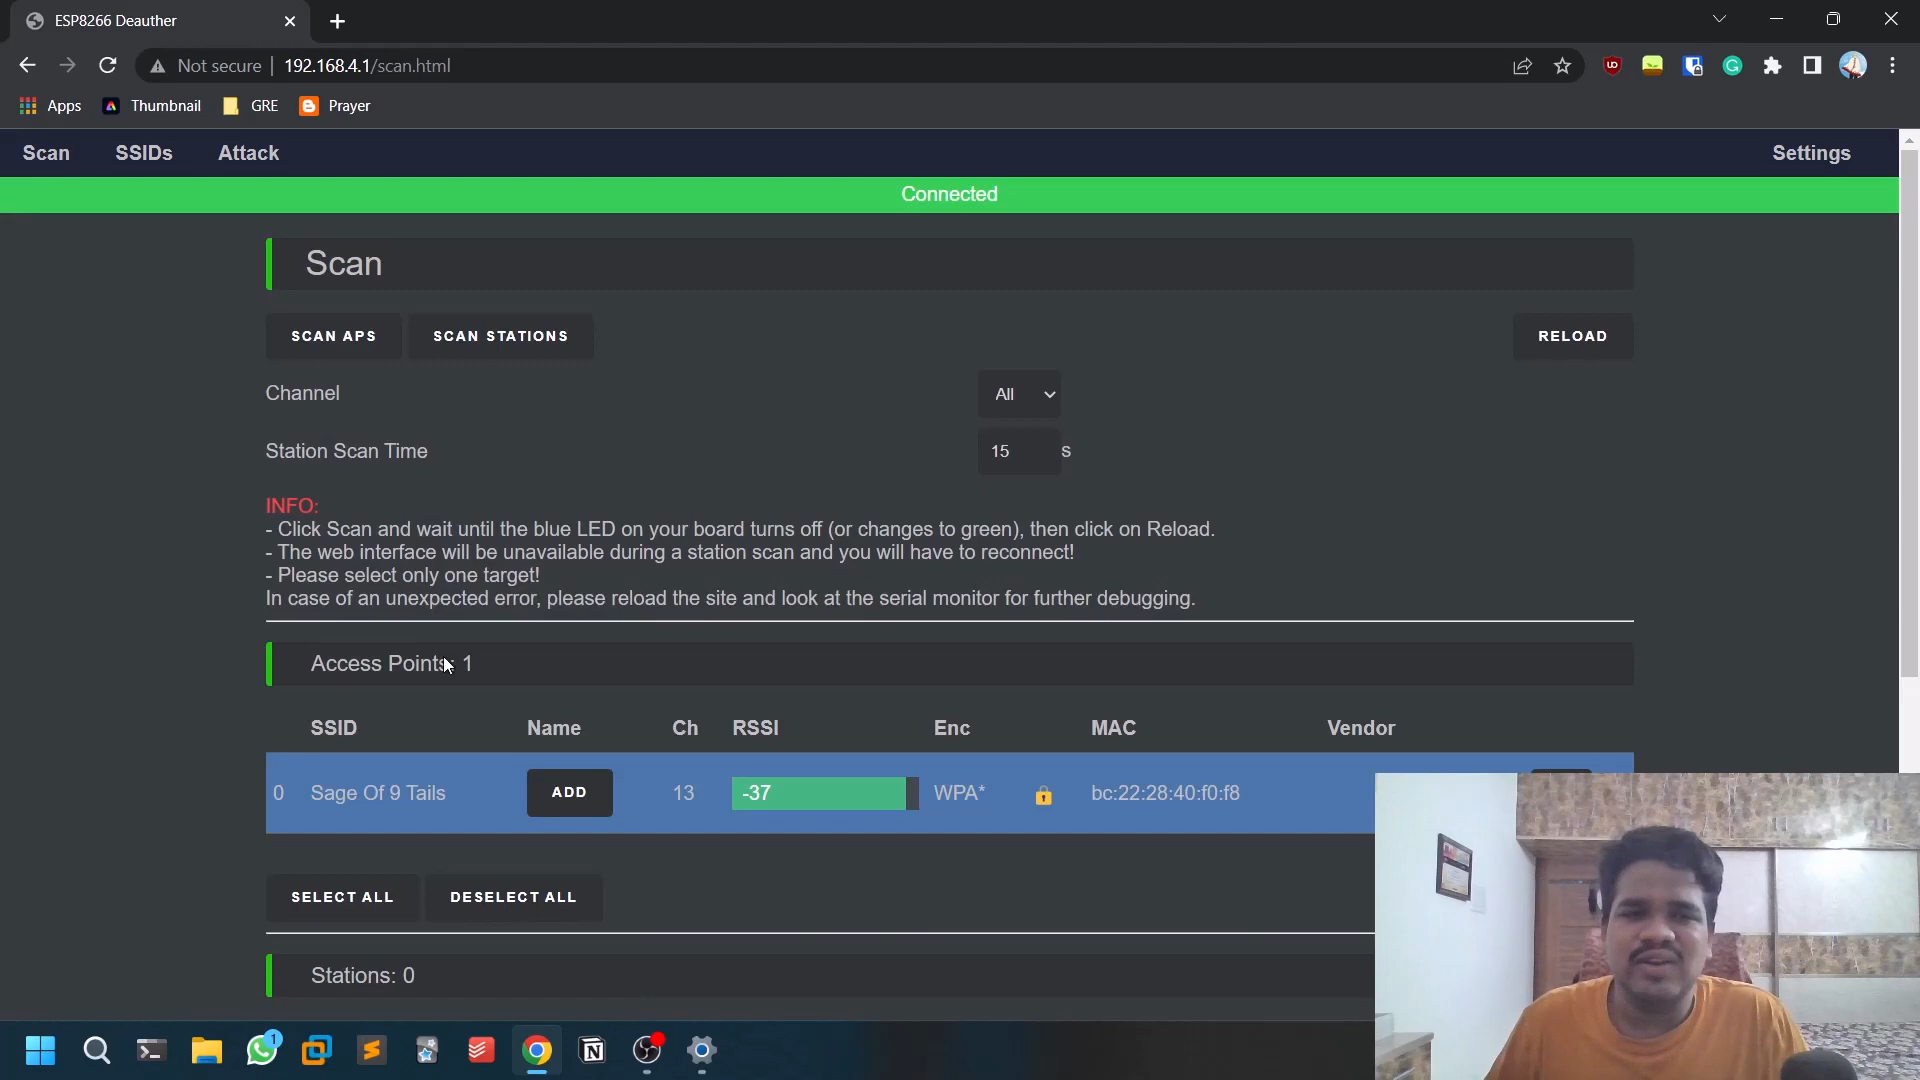 ESP8266 Deauther
Not secure
192.168.4.1/scan.html
Apps
Thumbnail
GRE
Prayer
Scan
SSIDs
Attack
Settings
Connected
Scan
SCAN APS
SCAN STATIONS
RELOAD
Channel
All
Station Scan Time
15
s
INFO:
- Click Scan and wait until the blue LED on your board turns off (or changes to green), then click on Reload.
- The web interface will be unavailable during a station scan and you will have to reconnect!
- Please select only one target!
In case of an unexpected error, please reload the site and look at the serial monitor for further debugging.
Access Points: 1
SSID Name Ch RSSI Enc MAC Vendor
0 Sage Of 9 Tails ADD 13 -37 WPA* bc:22:28:40:f0:f8
SELECT ALL
DESELECT ALL
Stations: 0
1